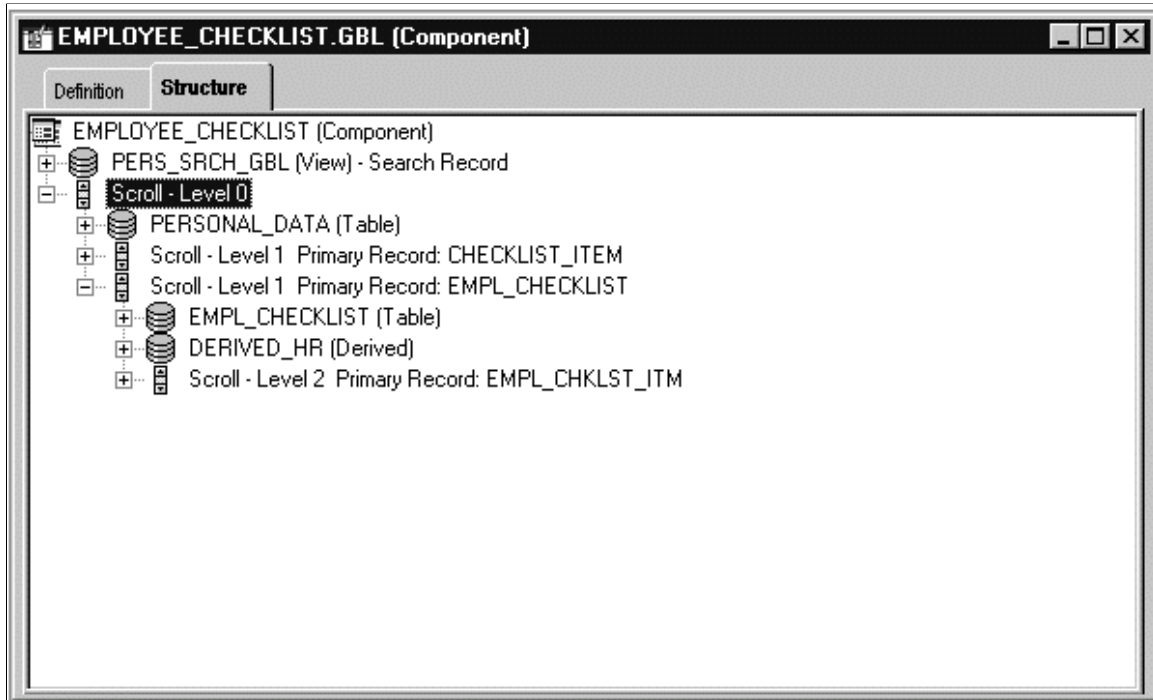 EMPLOYEE_CHECKLIST.GBL (Component)
Definition Structure
EMPLOYEE_CHECKLIST (Component)
PERS_SRCH_GBL (View) - Search Record
Scroll - Level 0
PERSONAL_DATA (Table)
Scroll - Level 1 Primary Record: CHECKLIST_ITEM
Scroll - Level 1 Primary Record: EMPL_CHECKLIST
EMPL_CHECKLIST (Table)
DERIVED_HR (Derived)
Scroll - Level 2 Primary Record: EMPL_CHKLST_ITM